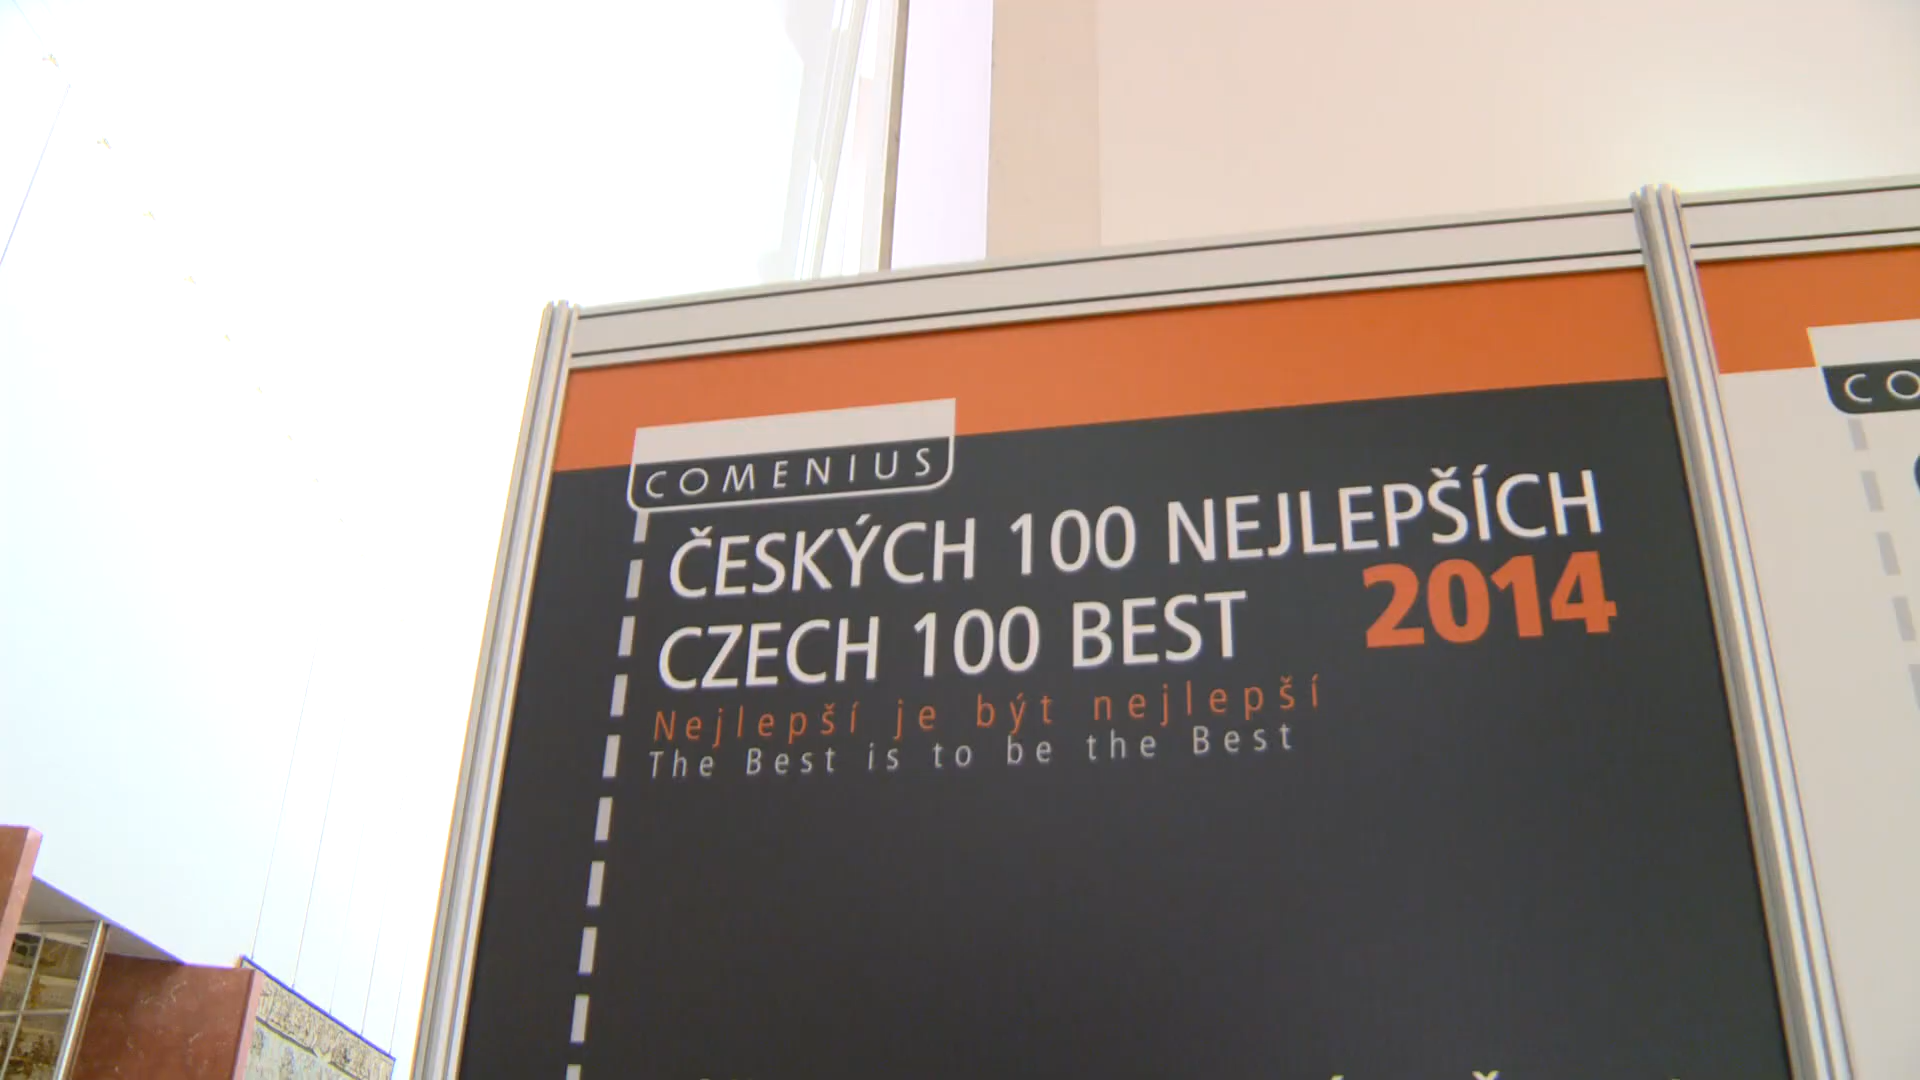 COMENIUS
ČESKÝCH 100 NEJLEPŠÍCH
CZECH 100 BEST 2014
Nejlepší je být nejlepší
The Best is to be the Best